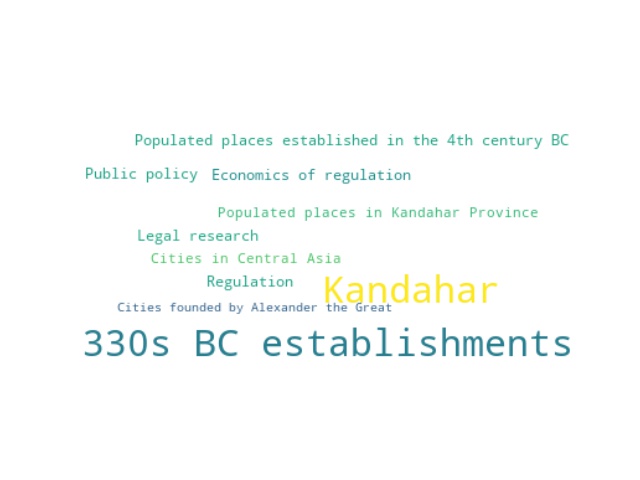 Populated places established in the 4th century BC
Public policy Economics of regulation
Populated places in Kandahar Province
Legal research
Cities in Central Asia
Regulation Kandahar
Cities founded by Alexander the Great
330s BC establishments